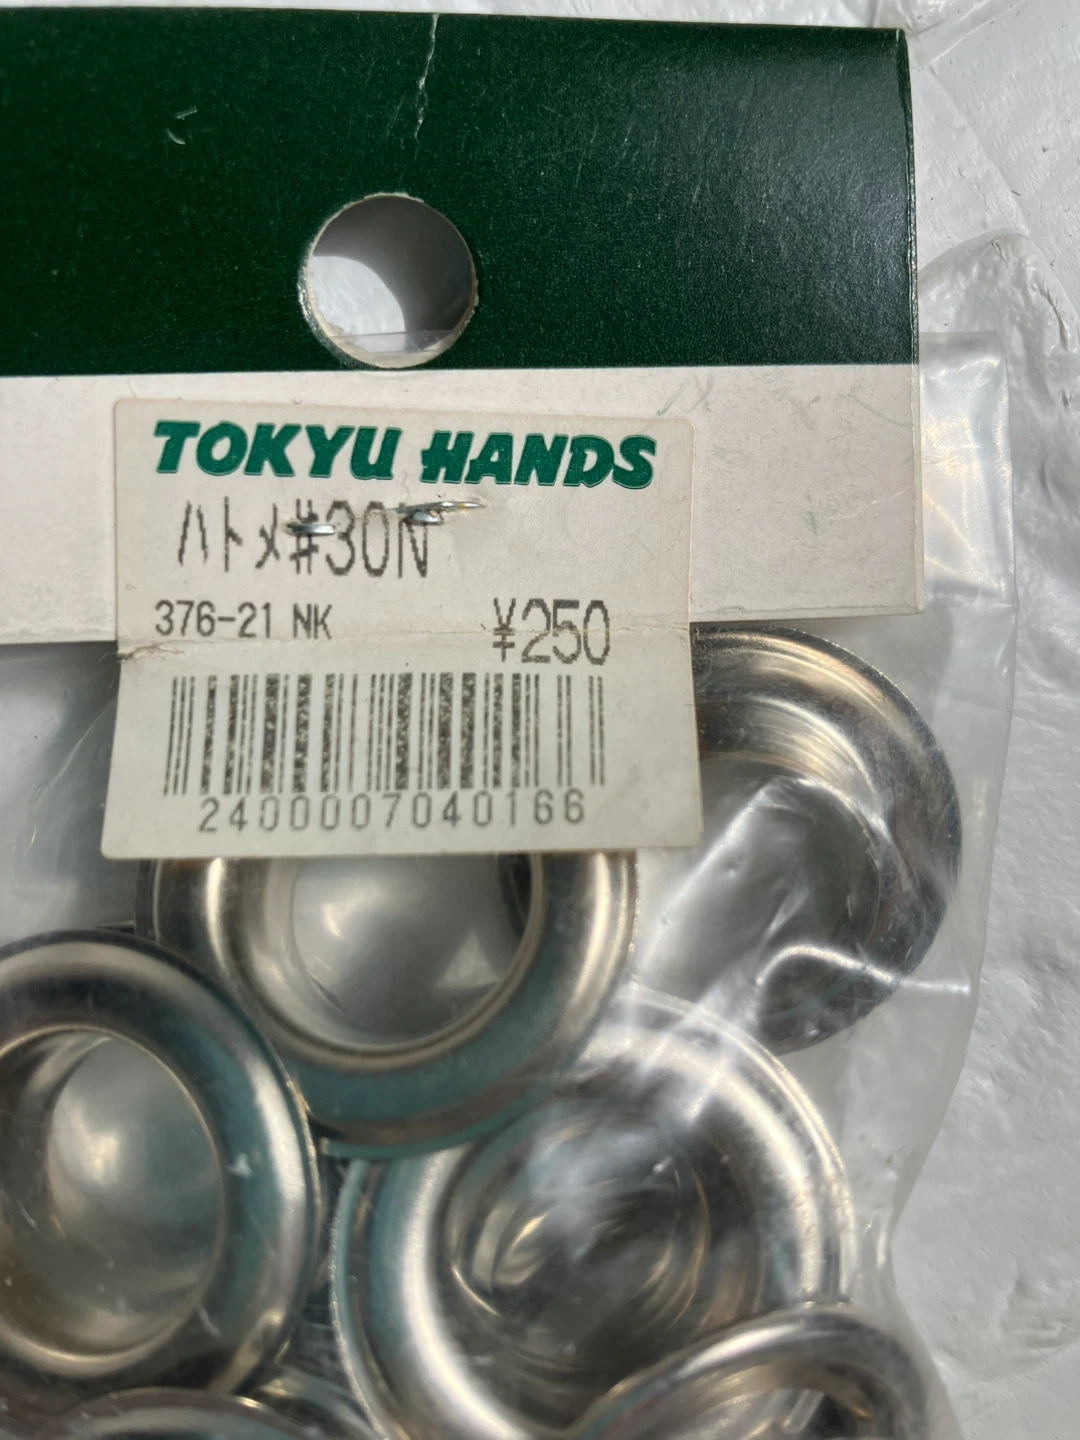 TOKYU HANDS
ハトメ#30N
376-21 NK ¥250
2400007040166